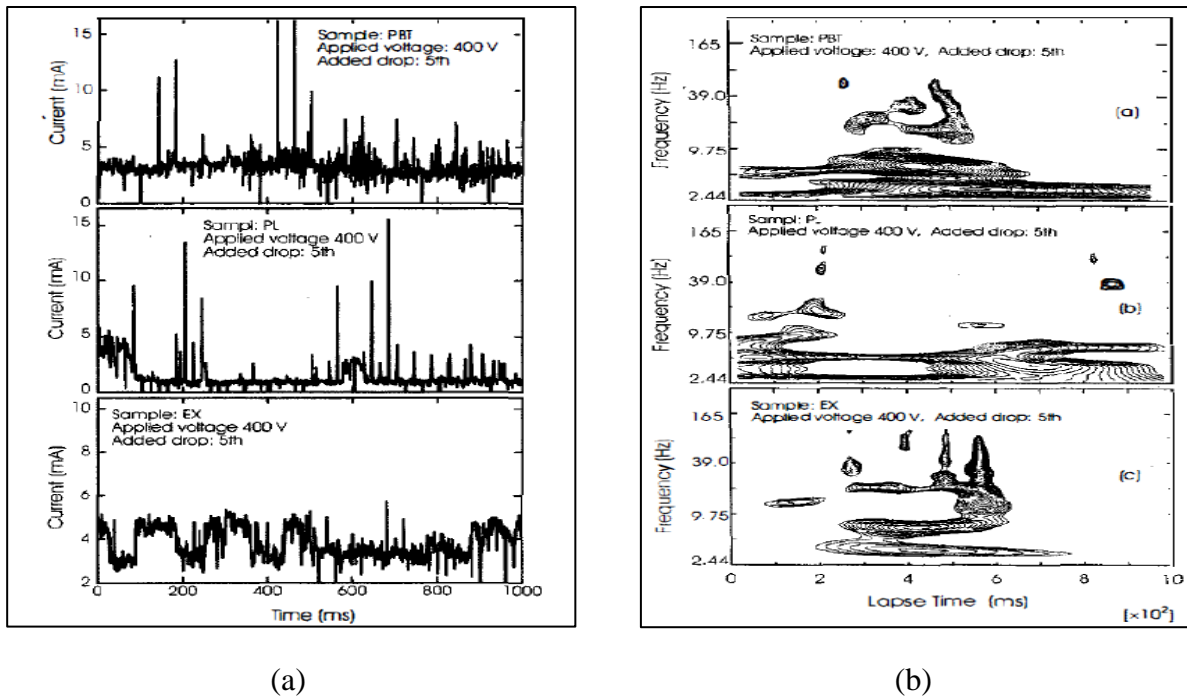 15
10
5
0
Current (mA)
Sample: PBT
Applied voltage: 400 V
Added drop: 5th
15
10
5
0
Current (mA)
Sampl: PL
Applied voltage 400 V
Added drop: 5th
10
8
6
4
2
Current (mA)
Sample: EX
Applied voltage 400 V
Added drop: 5th
0 200 400 600 800 1000
Time (ms)
(a)
165
39.0
9.75
2.44
Frequency (Hz)
Sample: PBT
Applied voltage: 400 V, Added drop: 5th
(a)
165
39.0
9.75
2.44
Frequency (Hz)
Sampl: PL
Applied voltage 400 V, Added drop: 5th
(b)
165
39.0
9.75
2.44
Frequency (Hz)
Sample: EX
Applied voltage 400 V, Added drop: 5th
(c)
0 2 4 6 8 10
Lapse Time (ms)
[×10²]
(b)